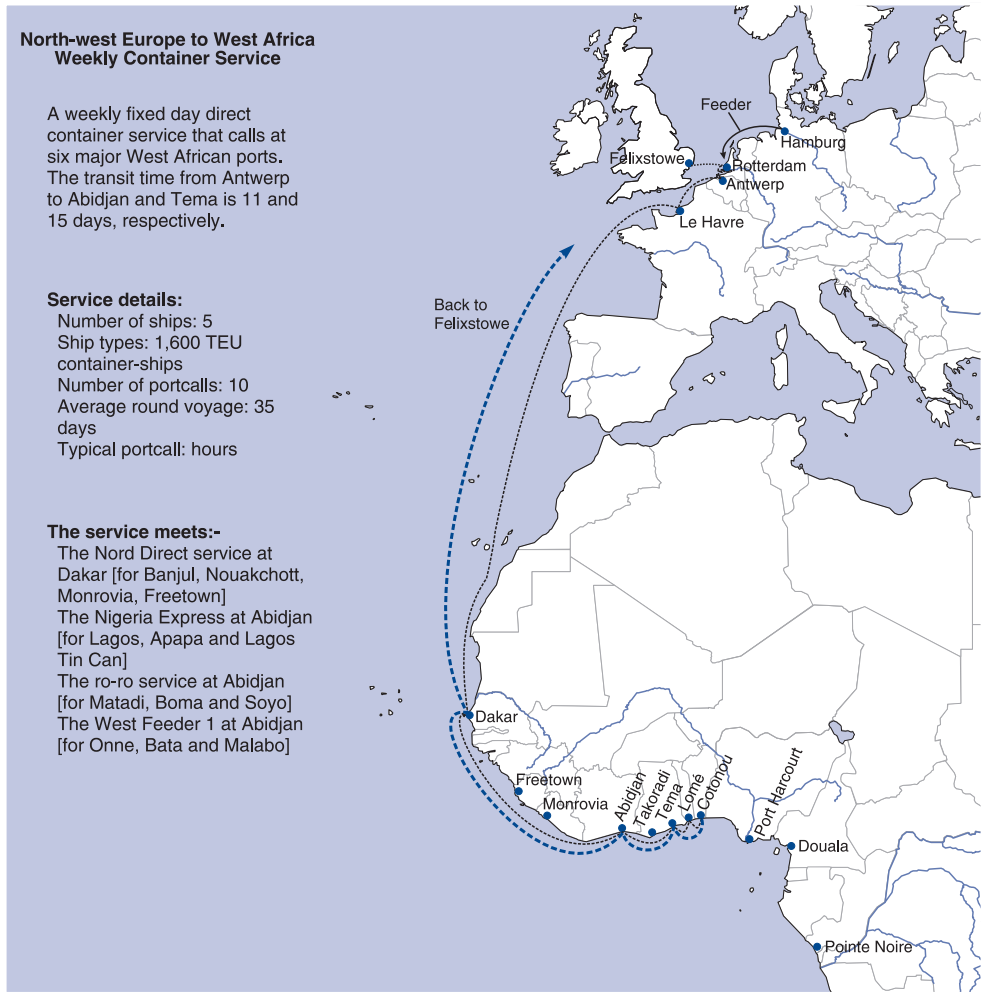 North-west Europe to West Africa
Weekly Container Service
A weekly fixed day direct
container service that calls at
six major West African ports.
The transit time from Antwerp
to Abidjan and Tema is 11 and
15 days, respectively.
Service details:
Number of ships: 5
Ship types: 1,600 TEU
container-ships
Number of portcalls: 10
Average round voyage: 35
days
Typical portcall: hours
The service meets:-
The Nord Direct service at
Dakar [for Banjul, Nouakchott,
Monrovia, Freetown]
The Nigeria Express at Abidjan
[for Lagos, Apapa and Lagos
Tin Can]
The ro-ro service at Abidjan
[for Matadi, Boma and Soyo]
The West Feeder 1 at Abidjan
[for Onne, Bata and Malabo]
Feeder
Hamburg
Felixstowe
Rotterdam
Antwerp
Le Havre
Back to
Felixstowe
Dakar
Freetown
Monrovia
Abidjan
Takoradi
Tema
Lomé
Cotonou
Port Harcourt
Douala
Pointe Noire